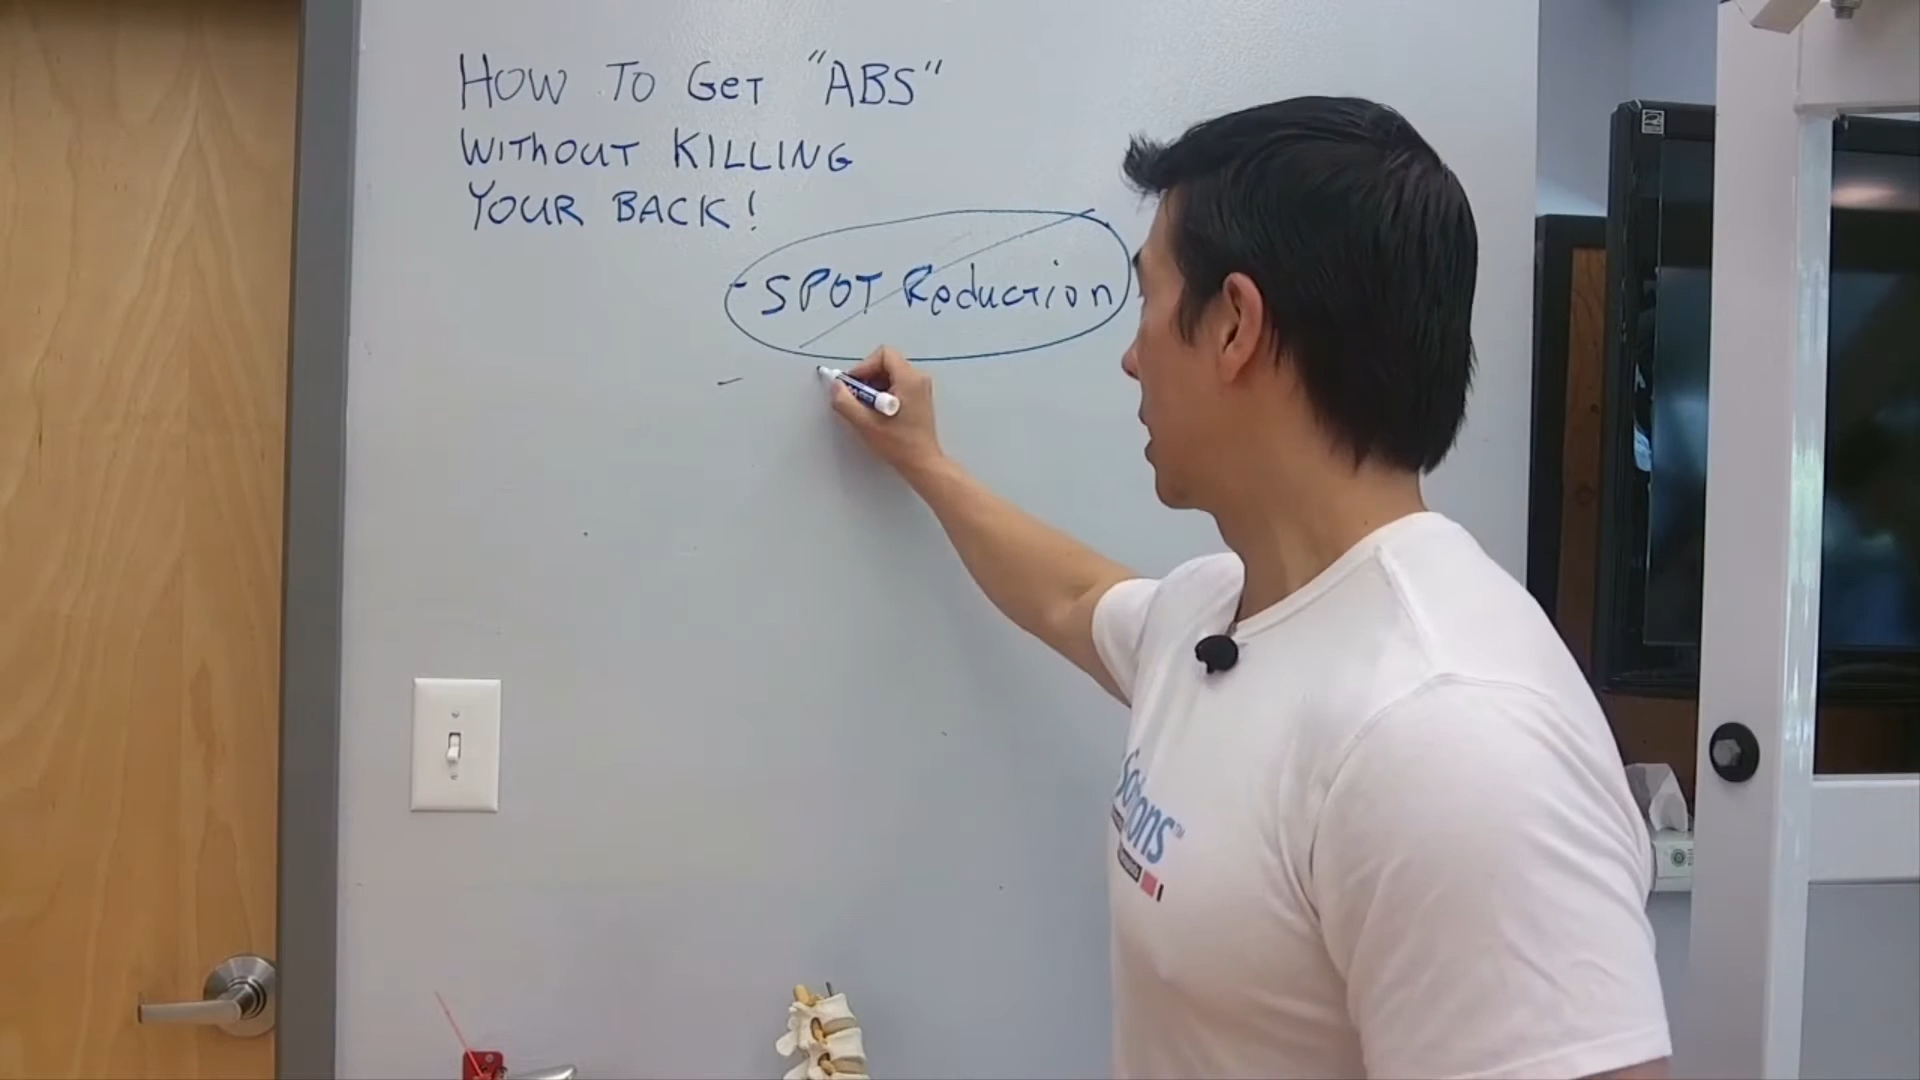 HOW TO GeT "ABS"
WIThOUT KILLING
YOUR BACK!
- SPOT Reduction
-